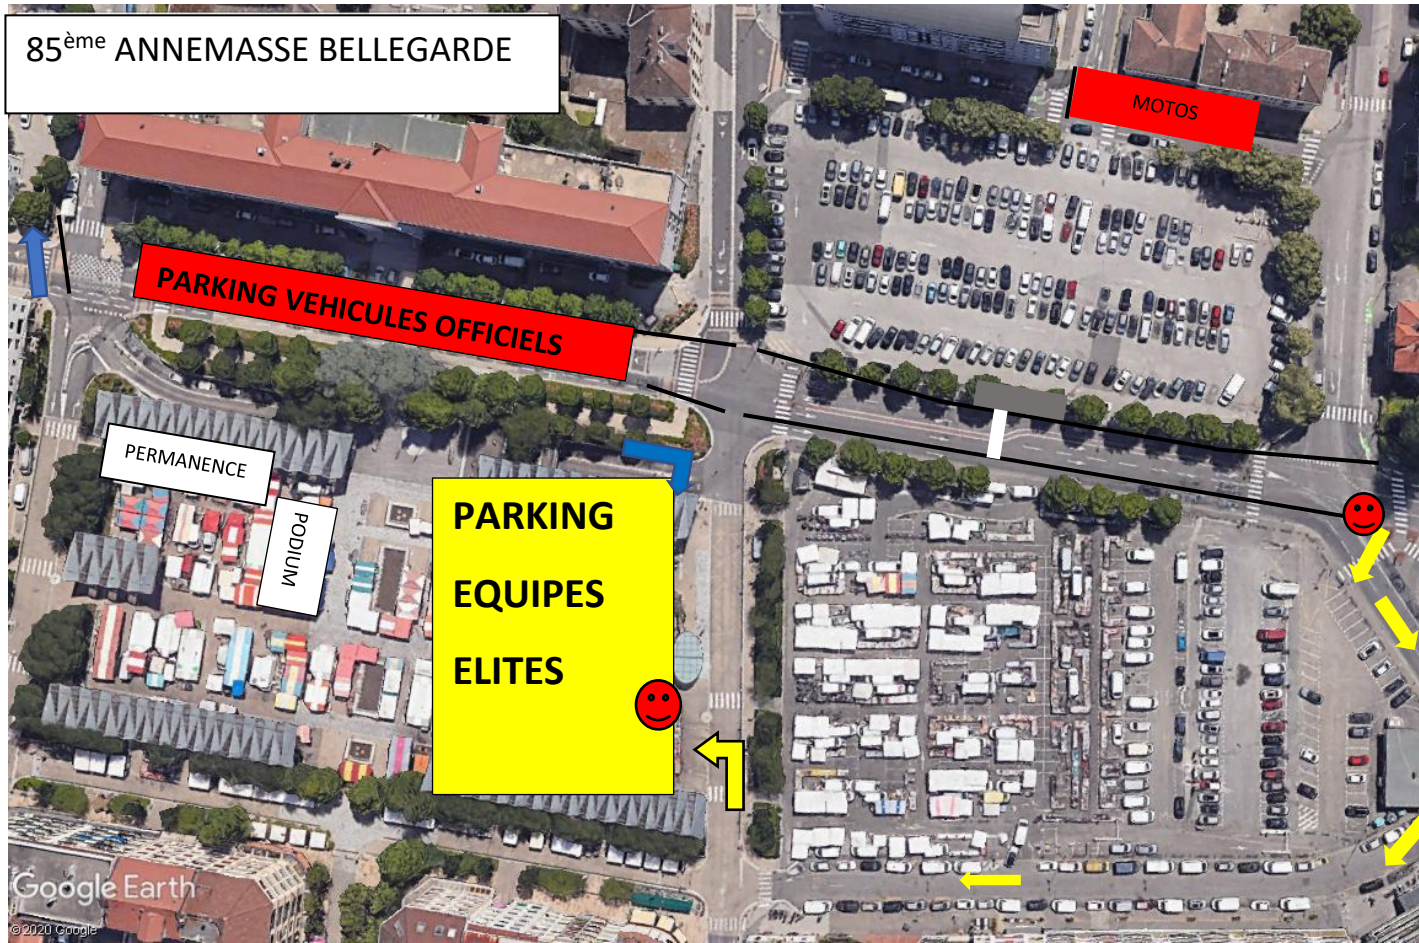 85ème ANNEMASSE BELLEGARDE
MOTOS
PARKING VEHICULES OFFICIELS
PERMANENCE
PODIUM
PARKING
EQUIPES
ELITES
Google Earth
©2020 Google